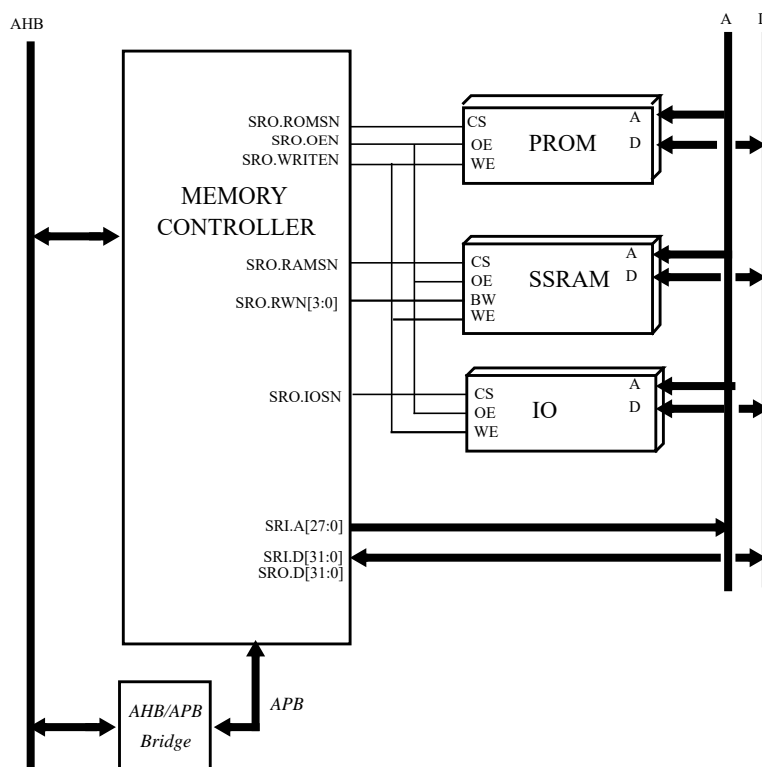 AHB
A
SRO.ROMSN
SRO.OEN
SRO.WRITEN
CS
OE
WE
PROM
A
D
MEMORY
CONTROLLER
SRO.RAMSN
SRO.RWN[3:0]
CS
OE
BW
WE
SSRAM
A
D
SRO.IOSN
CS
OE
WE
IO
A
D
SRI.A[27:0]
SRI.D[31:0]
SRO.D[31:0]
APB
AHB/APB
Bridge